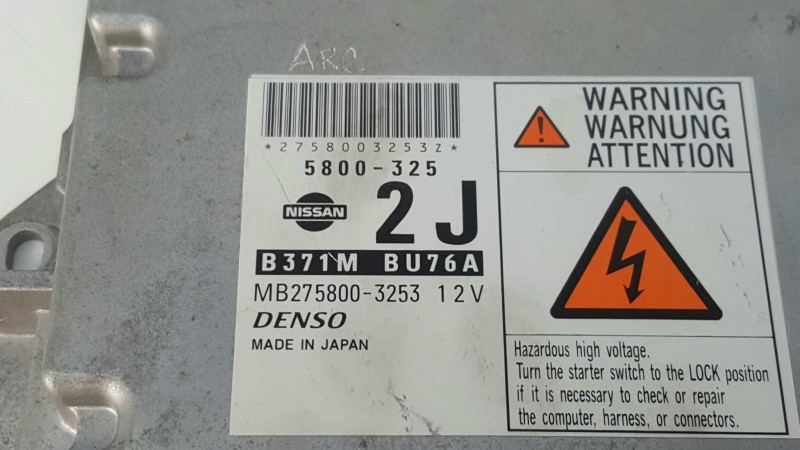 ARC
*2758003253Z*
5800-325
NISSAN
2J
B371M BU76A
MB275800-3253 12V
DENSO
MADE IN JAPAN
WARNING
WARNUNG
ATTENTION
Hazardous high voltage.
Turn the starter switch to the LOCK position
if it is necessary to check or repair
the computer, harness, or connectors.